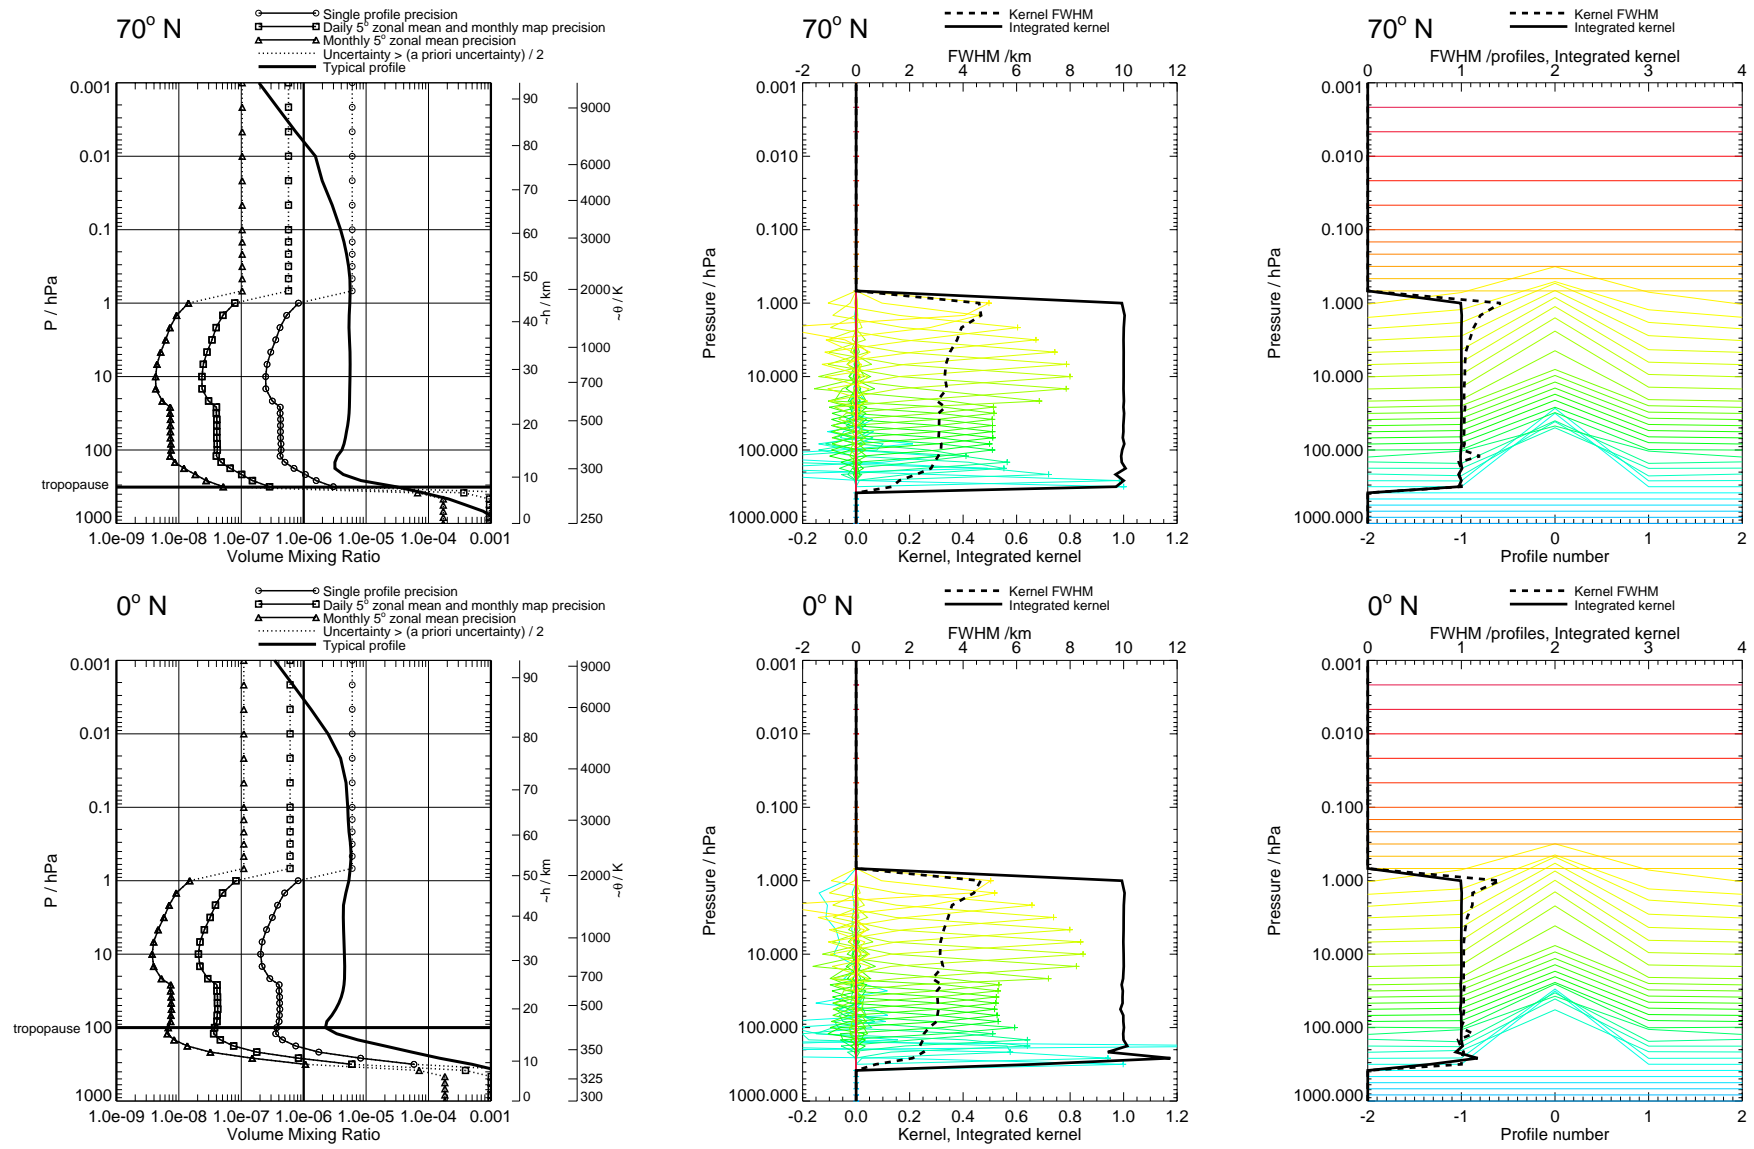 70° N
Single profile precision
Daily 5° zonal mean and monthly map precision
Monthly 5° zonal mean precision
Uncertainty > (a priori uncertainty) / 2
Typical profile
0.001
0.01
0.1
1
10
100
tropopause
1000
P / hPa
1.0e-09 1.0e-08 1.0e-07 1.0e-06 1.0e-05 1.0e-04 0.001
Volume Mixing Ratio
90
80
70
60
50
40
30
20
10
0
~h / km
9000
6000
4000
3000
2000
1000
700
500
300
250
~θ / K
70° N
Kernel FWHM
Integrated kernel
FWHM /km
-2 0 2 4 6 8 10 12
0.001
0.010
0.100
1.000
10.000
100.000
1000.000
Pressure / hPa
-0.2 0.0 0.2 0.4 0.6 0.8 1.0 1.2
Kernel, Integrated kernel
70° N
Kernel FWHM
Integrated kernel
FWHM /profiles, Integrated kernel
0 1 2 3 4
0.001
0.010
0.100
1.000
10.000
100.000
1000.000
Pressure / hPa
-2 -1 0 1 2
Profile number
0° N
Single profile precision
Daily 5° zonal mean and monthly map precision
Monthly 5° zonal mean precision
Uncertainty > (a priori uncertainty) / 2
Typical profile
0.001
0.01
0.1
1
10
100
tropopause
1000
P / hPa
1.0e-09 1.0e-08 1.0e-07 1.0e-06 1.0e-05 1.0e-04 0.001
Volume Mixing Ratio
90
80
70
60
50
40
30
20
10
0
~h / km
9000
6000
4000
3000
2000
1000
700
500
350
325
300
~θ / K
0° N
Kernel FWHM
Integrated kernel
FWHM /km
-2 0 2 4 6 8 10 12
0.001
0.010
0.100
1.000
10.000
100.000
1000.000
Pressure / hPa
-0.2 0.0 0.2 0.4 0.6 0.8 1.0 1.2
Kernel, Integrated kernel
0° N
Kernel FWHM
Integrated kernel
FWHM /profiles, Integrated kernel
0 1 2 3 4
0.001
0.010
0.100
1.000
10.000
100.000
1000.000
Pressure / hPa
-2 -1 0 1 2
Profile number